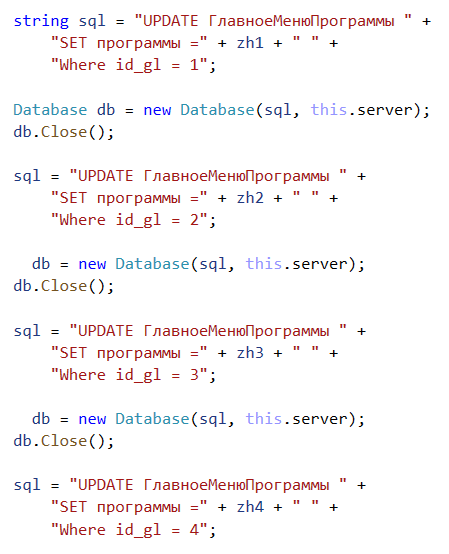 string sql = "UPDATE ГлавноеМенюПрограммы " +
"SET программы =" + zh1 + " " +
"Where id_gl = 1";
Database db = new Database(sql, this.server);
db.Close();
sql = "UPDATE ГлавноеМенюПрограммы " +
"SET программы =" + zh2 + " " +
"Where id_gl = 2";
db = new Database(sql, this.server);
db.Close();
sql = "UPDATE ГлавноеМенюПрограммы " +
"SET программы =" + zh3 + " " +
"Where id_gl = 3";
db = new Database(sql, this.server);
db.Close();
sql = "UPDATE ГлавноеМенюПрограммы " +
"SET программы =" + zh4 + " " +
"Where id_gl = 4";